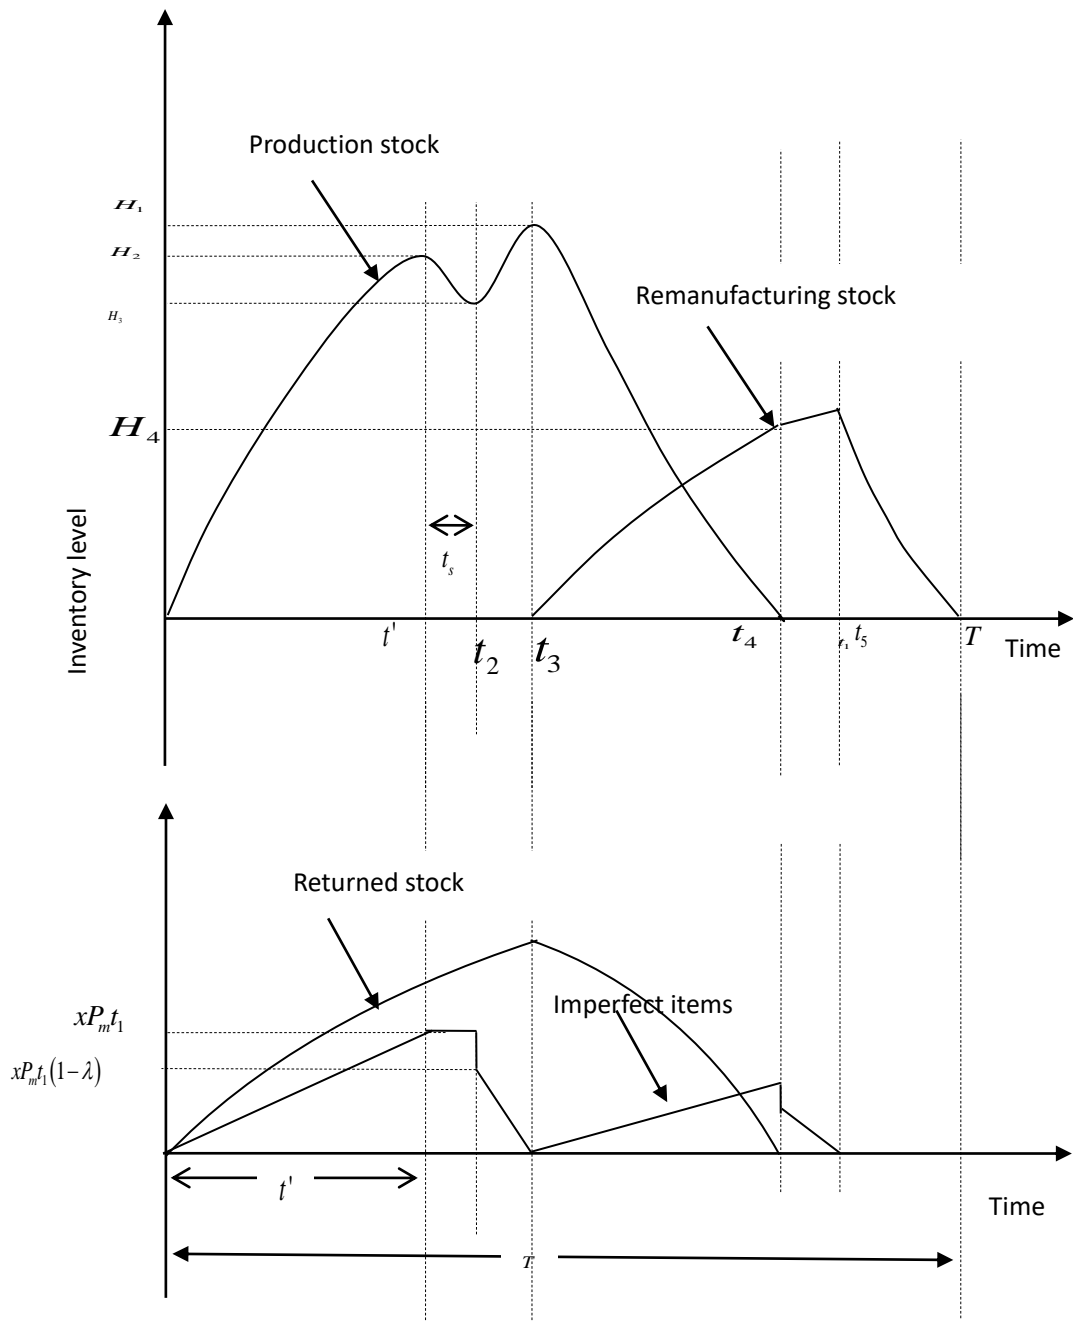 Production stock
H₁
H₂
Remanufacturing stock
H₃
H₄
Inventory level
tₛ
t'
t₂
t₃
t₄
t₅
T
Time
Returned stock
Imperfect items
xPₘt₁
xPₘt₁(1−λ)
t'
Time
T